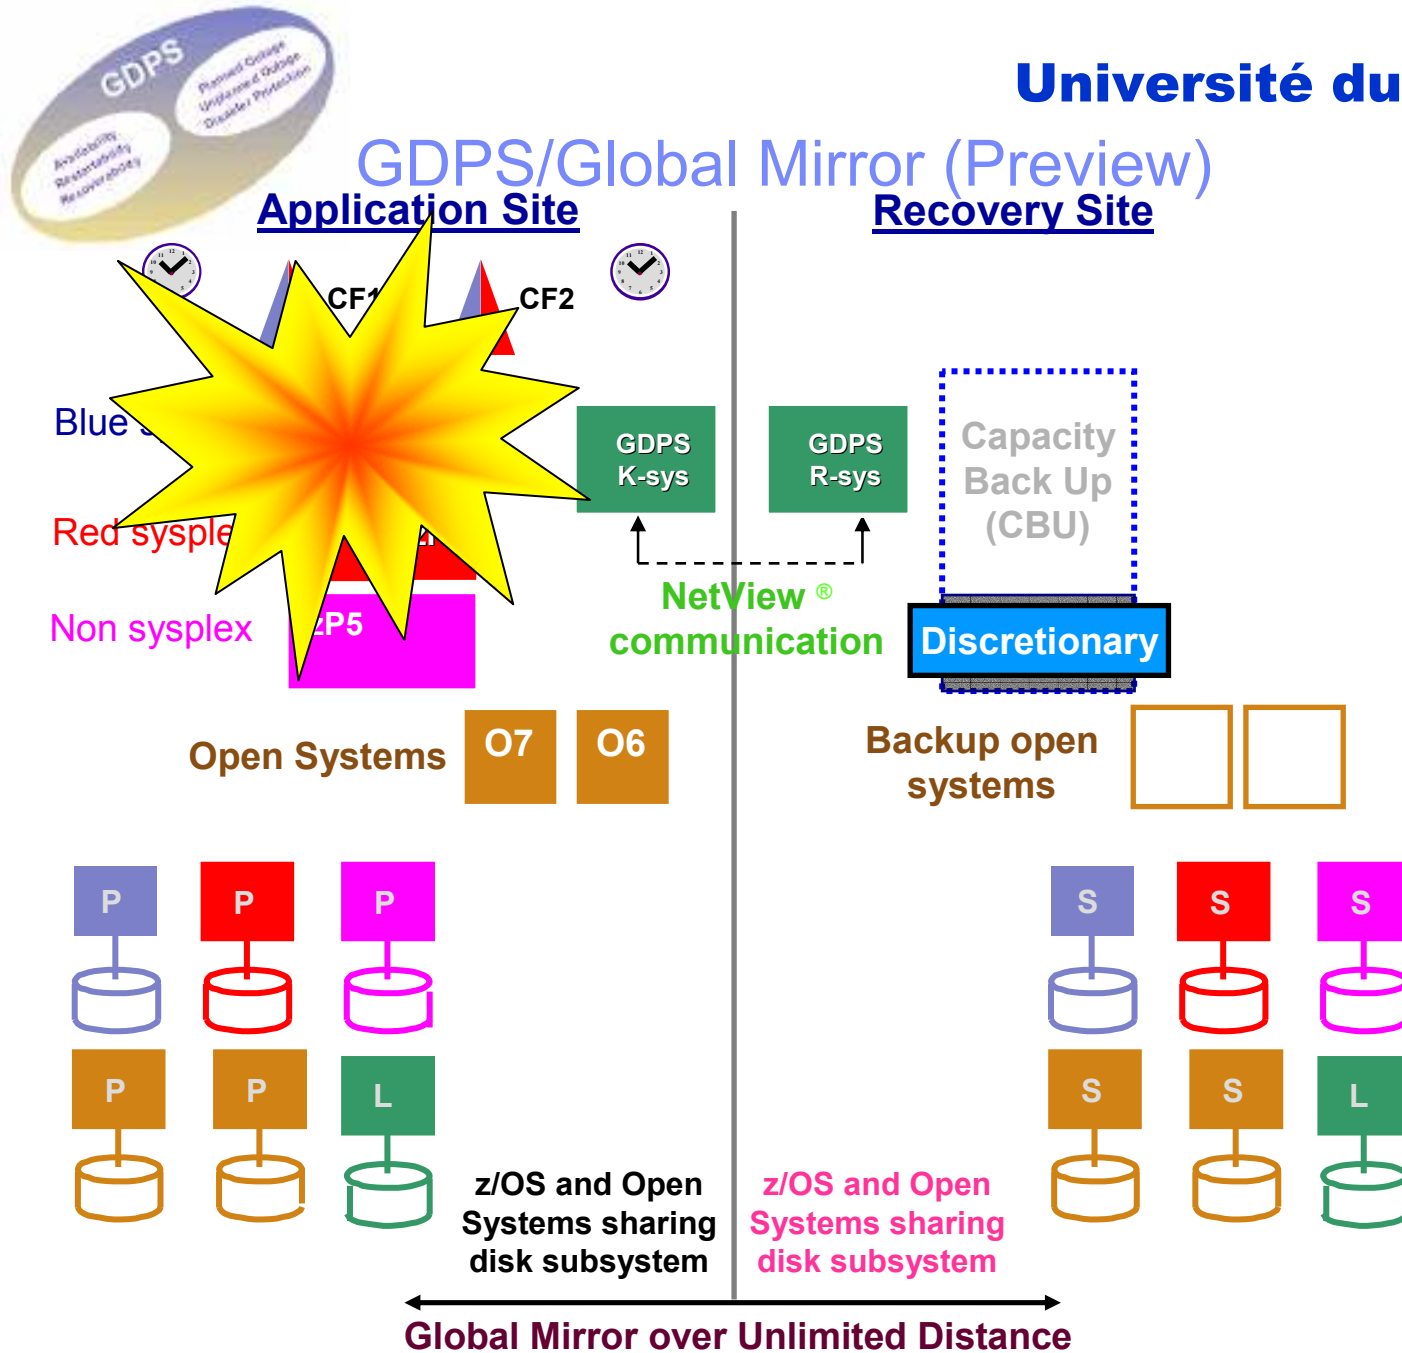 GDPS
Planned Outage
Unplanned Outage
Disaster Protection
Availability
Restartability
Recoverability
Université du
GDPS/Global Mirror (Preview)
Application Site
Recovery Site
CF1
CF2
Blue
GDPS
K-sys
GDPS
R-sys
Capacity
Back Up
(CBU)
Red sysple
NetView ®
communication
Non sysplex
ZP5
Discretionary
Open Systems
O7
O6
Backup open
systems
P P P
S S S
P P L
S S L
z/OS and Open
Systems sharing
disk subsystem
z/OS and Open
Systems sharing
disk subsystem
Global Mirror over Unlimited Distance